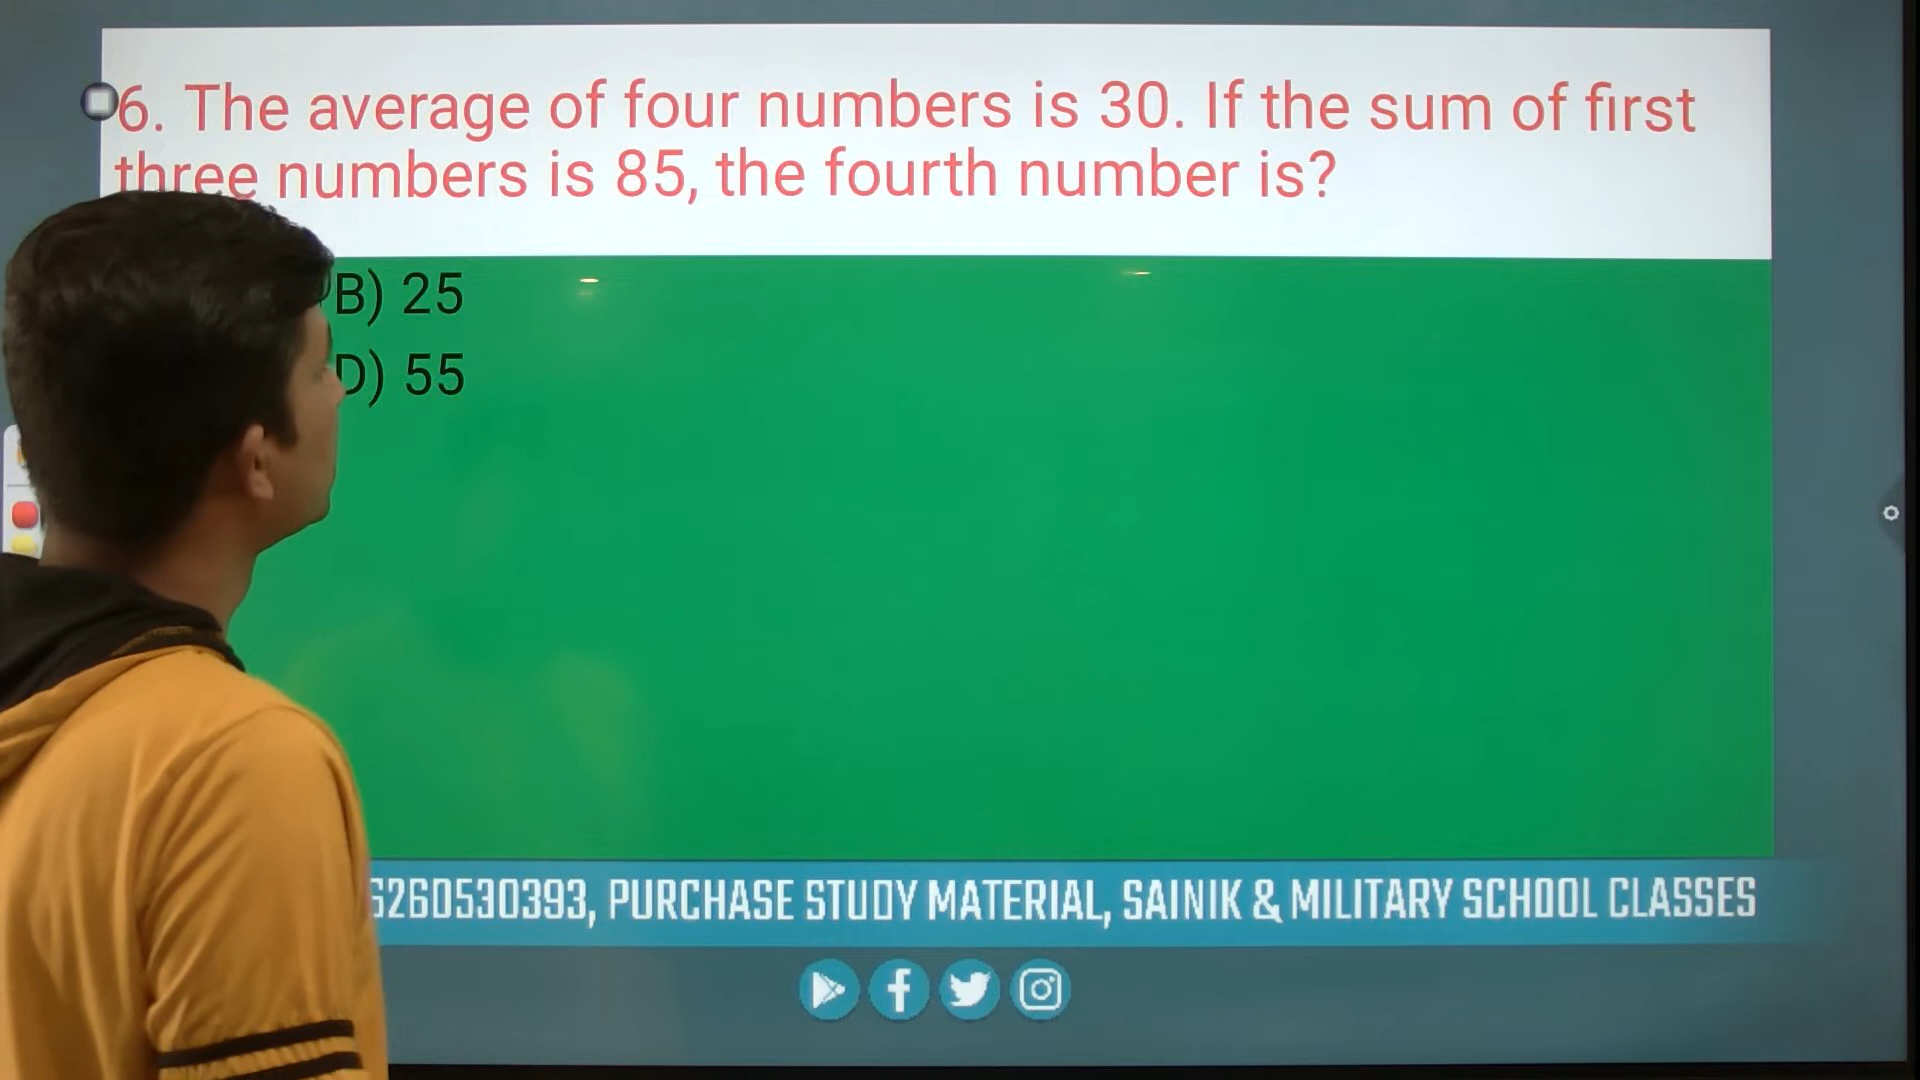 6. The average of four numbers is 30. If the sum of first
three numbers is 85, the fourth number is?
B) 25
D) 55
6260530393, PURCHASE STUDY MATERIAL, SAINIK & MILITARY SCHOOL CLASSES